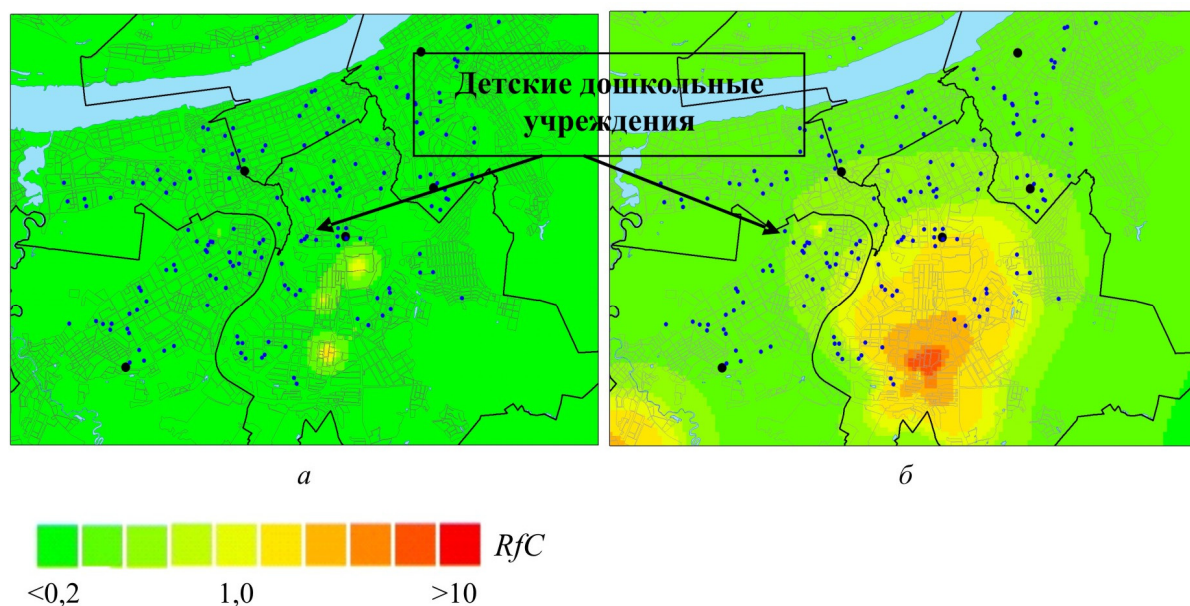 Детские дошкольные
учреждения
а
б
RfC
<0,2
1,0
>10